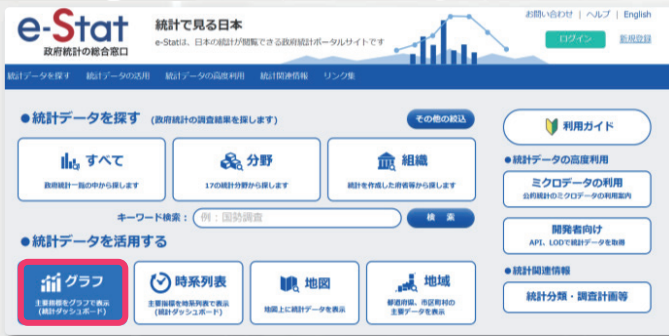 お問い合わせ | ヘルプ | English
e-Stat
政府統計の総合窓口
統計で見る日本
e-Statは、日本の統計が閲覧できる政府統計ポータルサイトです
ログイン 新規登録
統計データを探す 統計データの活用 統計データの高度利用 統計関連情報 リンク集
●統計データを探す (政府統計の調査結果を探します)
その他の絞込
すべて
政府統計一覧の中から探します
分野
17の統計分野から探します
組織
統計を作成した府省等から探します
キーワード検索: 例:国勢調査 検 索
●統計データを活用する
グラフ
主要指標をグラフで表示
(統計ダッシュボード)
時系列表
主要指標を時系列表で表示
(統計ダッシュボード)
地図
地図上に統計データを表示
地域
都道府県、市区町村の
主要データを表示
利用ガイド
●統計データの高度利用
ミクロデータの利用
公的統計のミクロデータの利用案内
開発者向け
API、LODで統計データを取得
●統計関連情報
統計分類・調査計画等